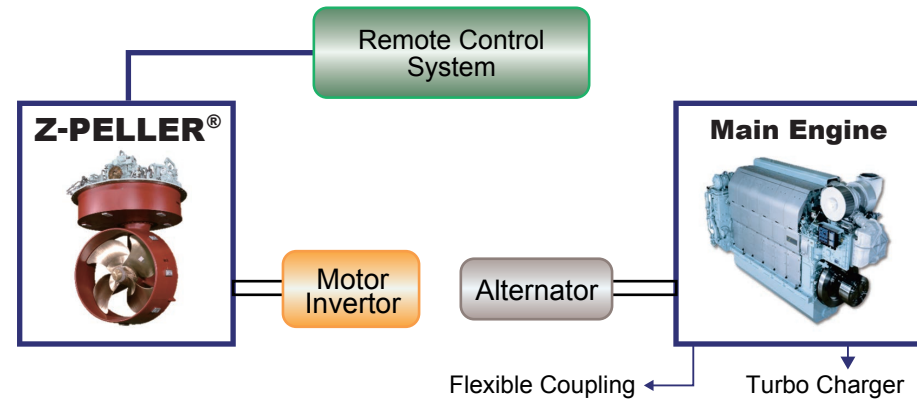 Remote Control
System
Z-PELLER®
Main Engine
Motor
Invertor
Alternator
Flexible Coupling
Turbo Charger